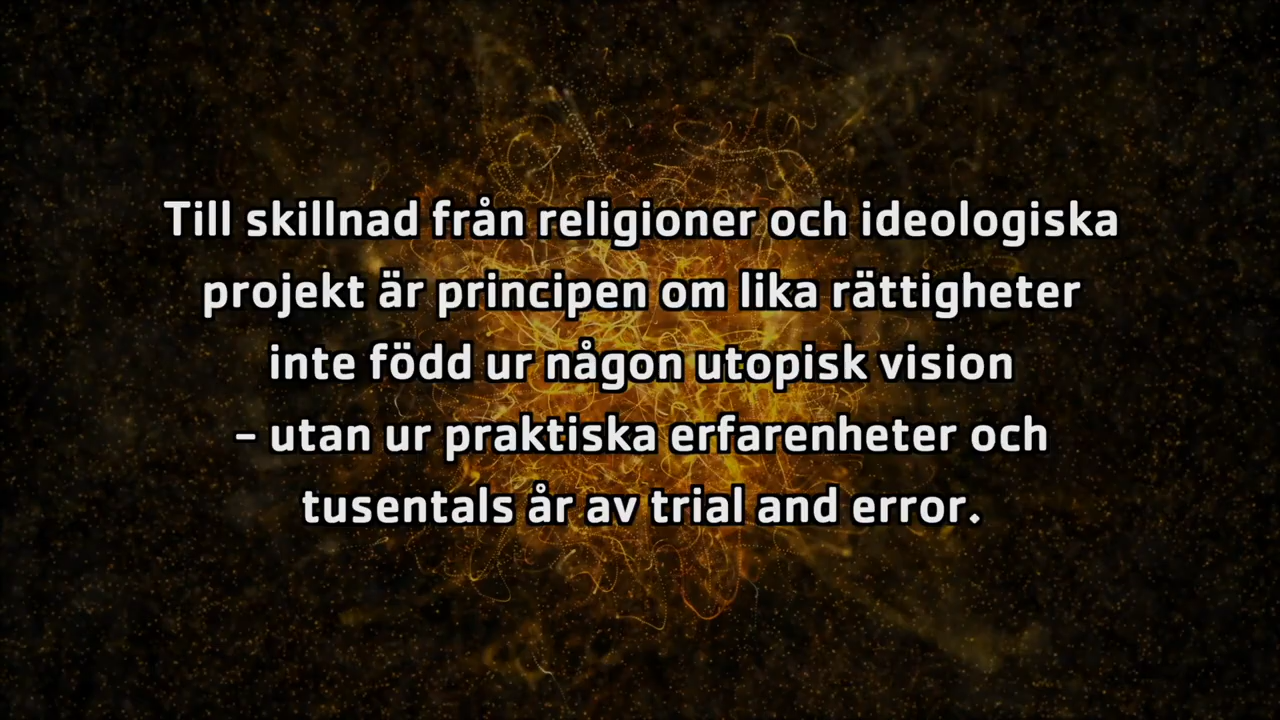 Till skillnad från religioner och ideologiska
projekt är principen om lika rättigheter
inte född ur någon utopisk vision
– utan ur praktiska erfarenheter och
tusentals år av trial and error.